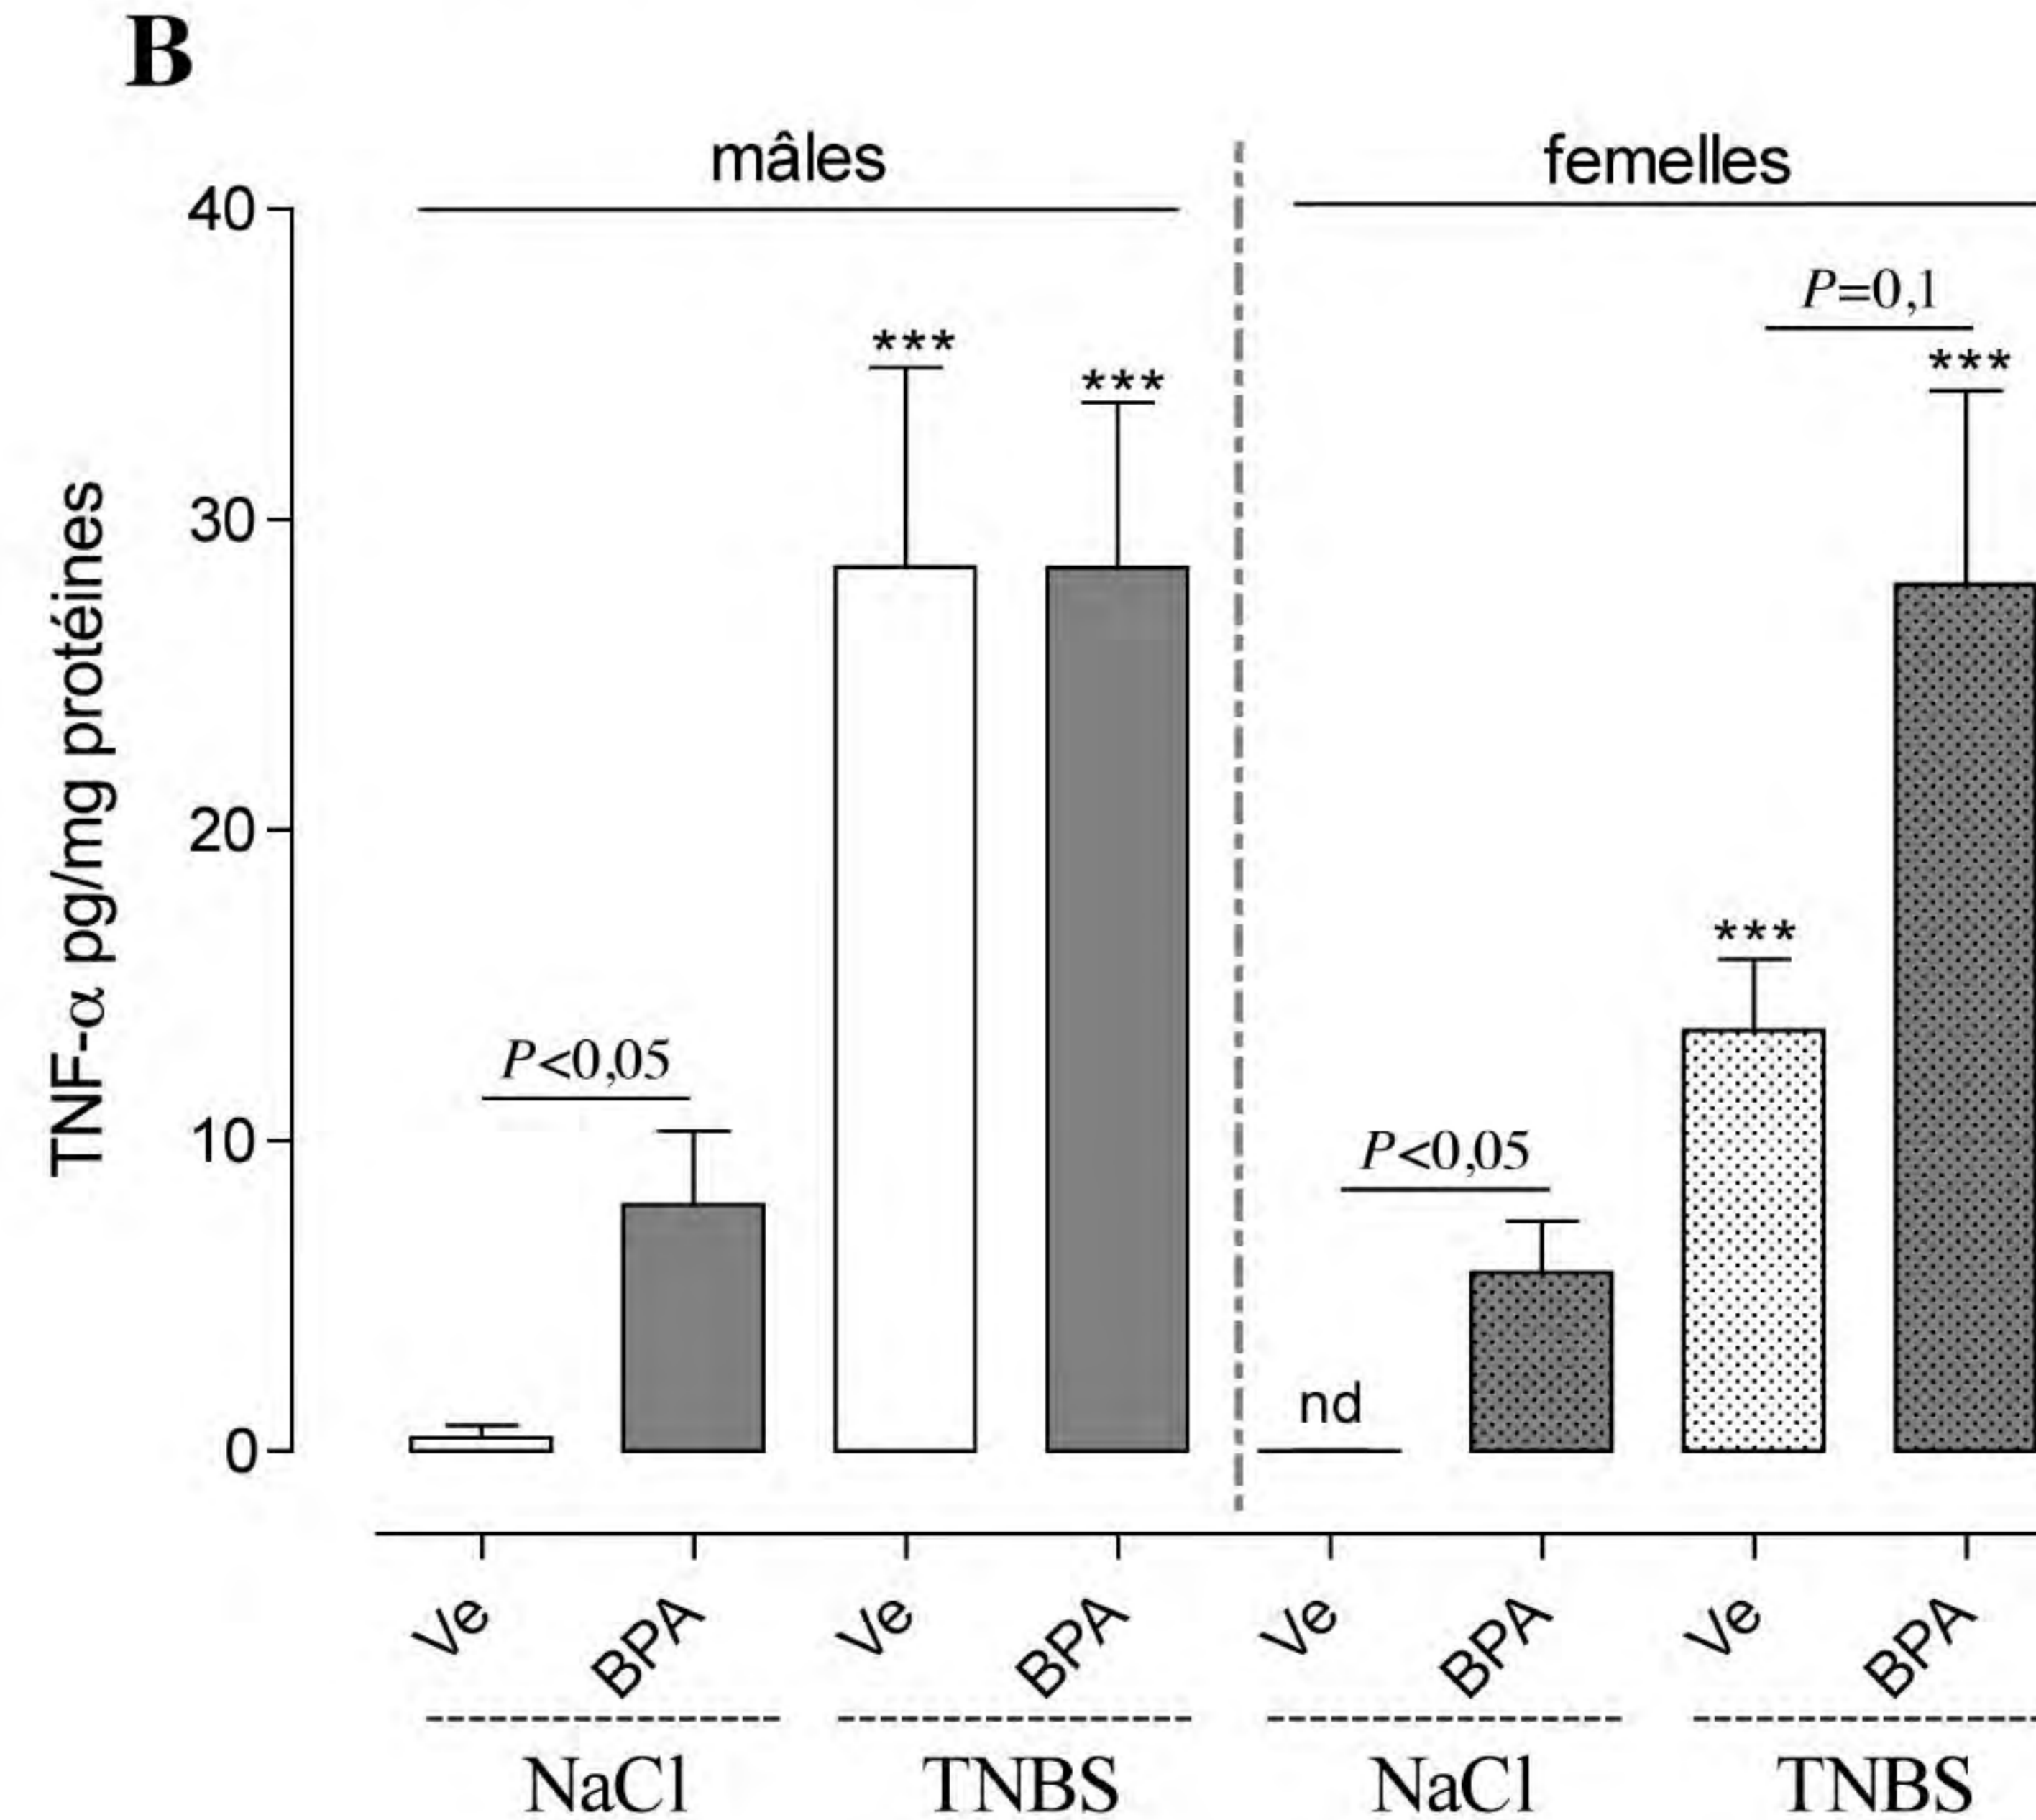 B
mâles
femelles
40
30
20
10
0
TNF-α pg/mg protéines
P<0,05
***
***
P<0,05
nd
***
P=0,1
***
Ve
BPA
Ve
BPA
Ve
BPA
Ve
BPA
NaCl
TNBS
NaCl
TNBS